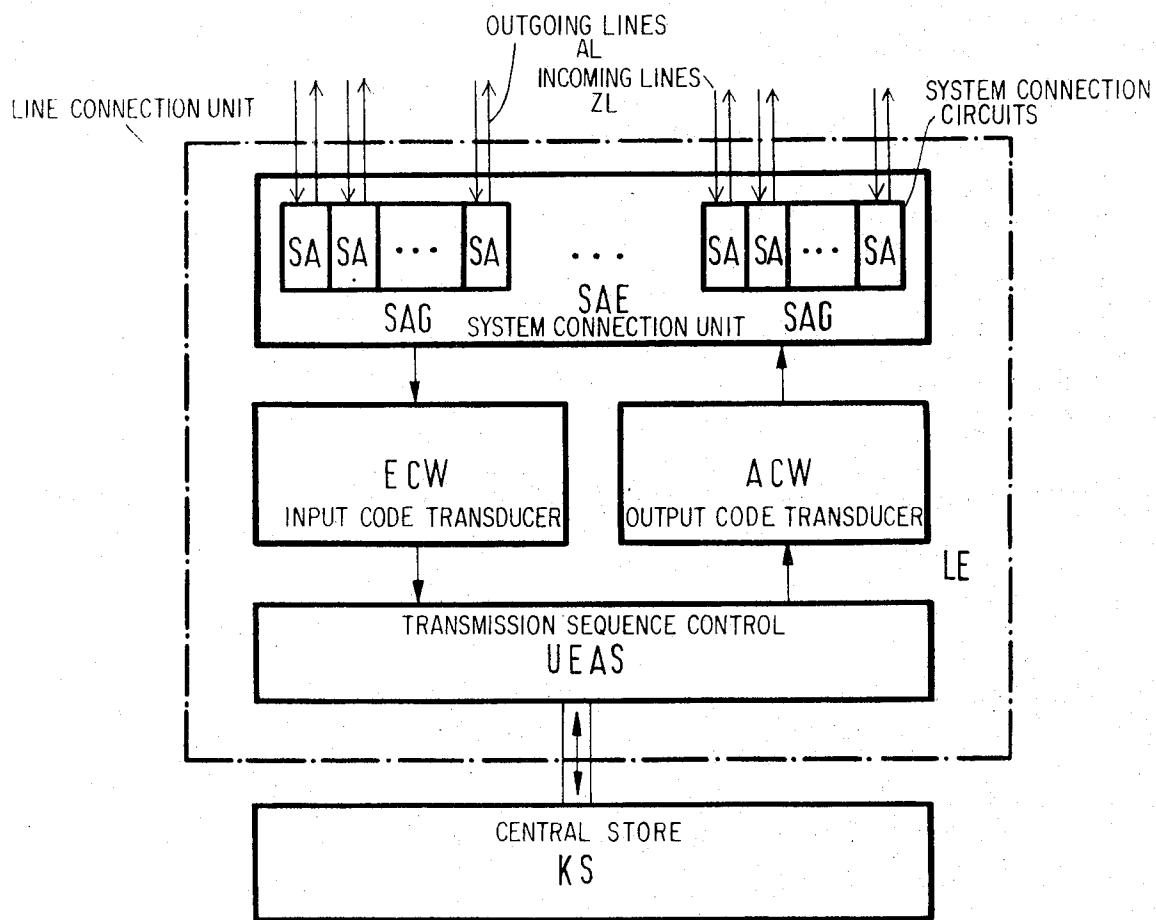 OUTGOING LINES
AL
INCOMING LINES
ZL
SYSTEM CONNECTION
CIRCUITS
LINE CONNECTION UNIT
SA SA ... SA ... SA SA ... SA
SAG SAE SAG
SYSTEM CONNECTION UNIT
ECW ACW
INPUT CODE TRANSDUCER OUTPUT CODE TRANSDUCER
LE
TRANSMISSION SEQUENCE CONTROL
UEAS
CENTRAL STORE
KS